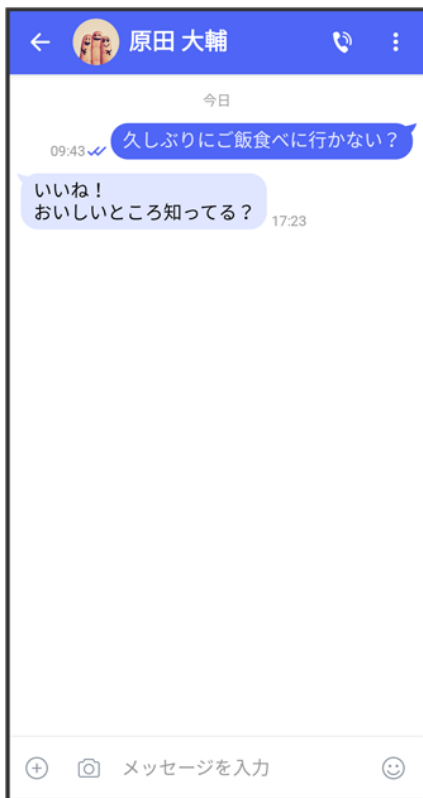 原田 大輔
今日
久しぶりにご飯食べに行かない？
09:43
いいね！
おいしいところ知ってる？
17:23
メッセージを入力